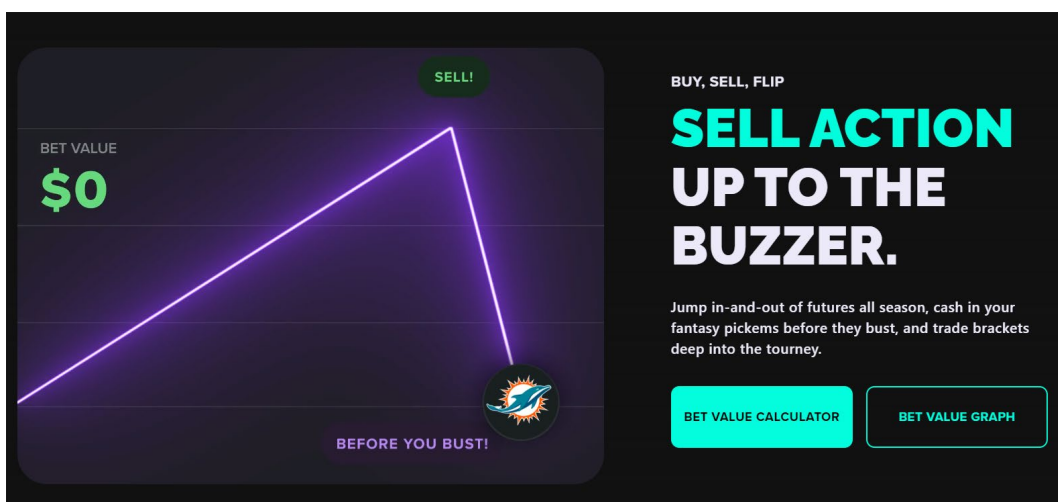 SELL!
BET VALUE
$0
BEFORE YOU BUST!
BUY, SELL, FLIP
SELL ACTION
UP TO THE
BUZZER.
Jump in-and-out of futures all season, cash in your
fantasy pickems before they bust, and trade brackets
deep into the tourney.
BET VALUE CALCULATOR
BET VALUE GRAPH